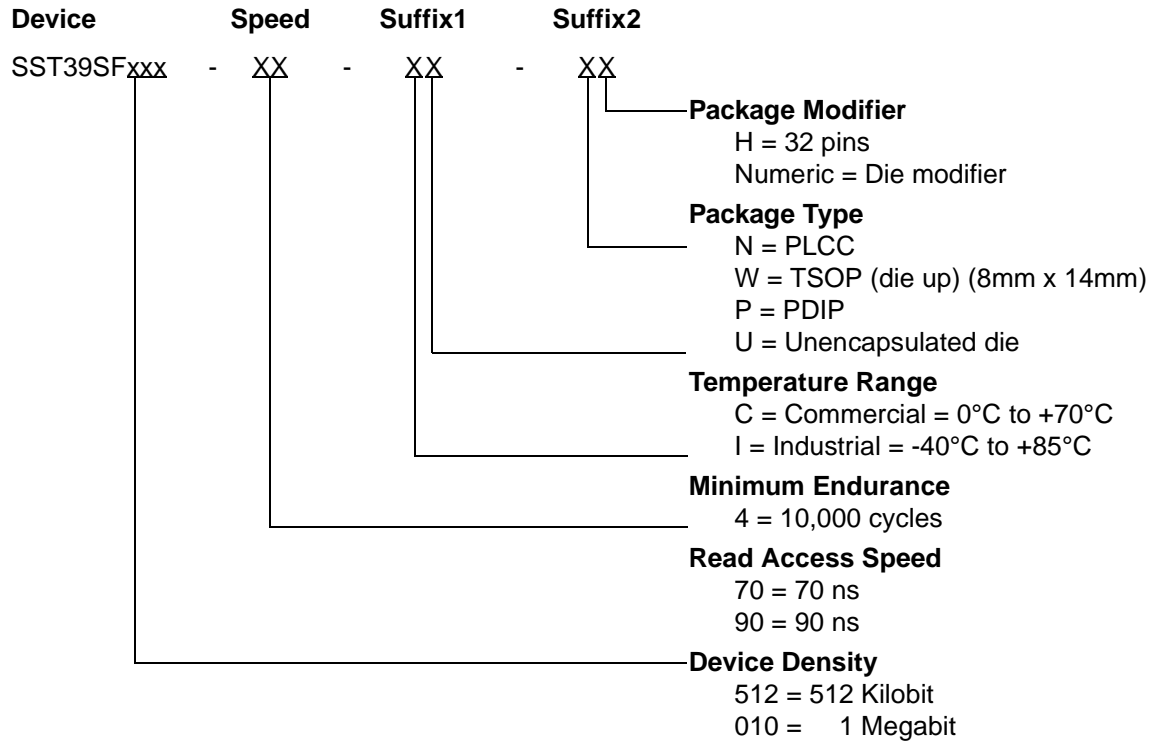 Device Speed Suffix1 Suffix2
SST39SFxxx - XX - XX - XX
Package Modifier
H = 32 pins
Numeric = Die modifier
Package Type
N = PLCC
W = TSOP (die up) (8mm x 14mm)
P = PDIP
U = Unencapsulated die
Temperature Range
C = Commercial = 0°C to +70°C
I = Industrial = -40°C to +85°C
Minimum Endurance
4 = 10,000 cycles
Read Access Speed
70 = 70 ns
90 = 90 ns
Device Density
512 = 512 Kilobit
010 = 1 Megabit